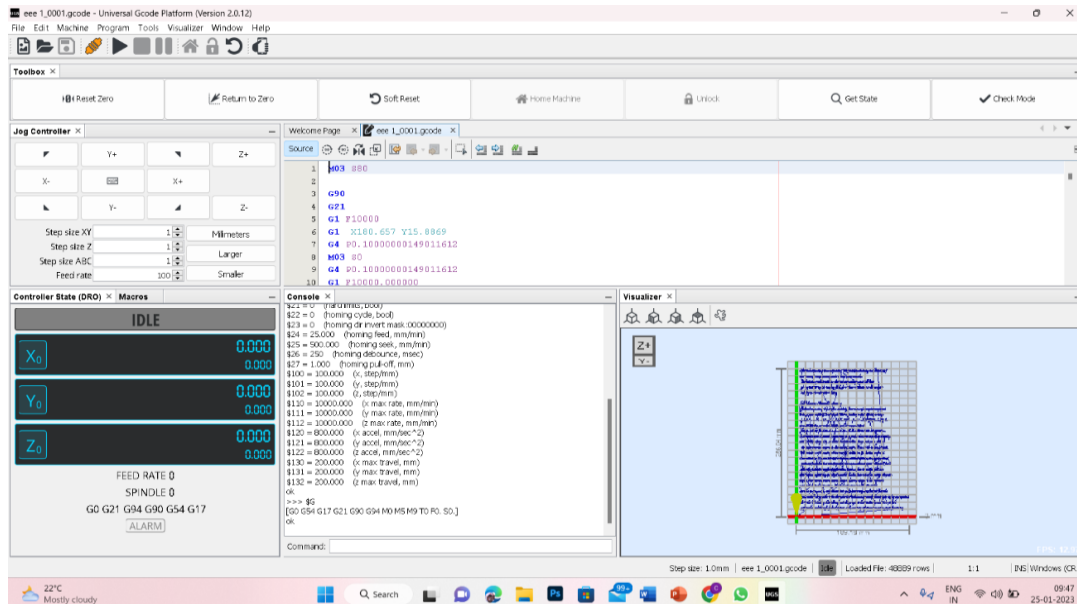 eee 1_0001.gcode - Universal Gcode Platform (Version 2.0.12)
File Edit Machine Program Tools Visualizer Window Help
Toolbox ×
Reset Zero
Return to Zero
Soft Reset
Home Machine
Unlock
Get State
Check Mode
Jog Controller ×
Y+
Z+
X-
X+
Y-
Z-
Step size XY 1
Milimeters
Step size Z 1
Larger
Step size ABC 1
Feed rate 100
Smaller
Welcome Page × eee 1_0001.gcode ×
Source
1 M03 S80
2
3 G90
4 G21
5 G1 F10000
6 G1 X180.657 Y15.8869
7 G4 P0.10000000149011612
8 M03 S0
9 G4 P0.10000000149011612
10 G1 F10000.000000
Controller State (DRO) × Macros
IDLE
X0 0.000
0.000
Y0 0.000
0.000
Z0 0.000
0.000
FEED RATE 0
SPINDLE 0
G0 G21 G94 G90 G54 G17
ALARM
Console ×
$21 = 0 (hard limits, bool)
$22 = 0 (homing cycle, bool)
$23 = 0 (homing dir invert mask:00000000)
$24 = 25.000 (homing feed, mm/min)
$25 = 500.000 (homing seek, mm/min)
$26 = 250 (homing debounce, msec)
$27 = 1.000 (homing pull-off, mm)
$100 = 100.000 (x, step/mm)
$101 = 100.000 (y, step/mm)
$102 = 100.000 (z, step/mm)
$110 = 10000.000 (x max rate, mm/min)
$111 = 10000.000 (y max rate, mm/min)
$112 = 10000.000 (z max rate, mm/min)
$120 = 800.000 (x accel, mm/sec^2)
$121 = 800.000 (y accel, mm/sec^2)
$122 = 800.000 (z accel, mm/sec^2)
$130 = 200.000 (x max travel, mm)
$131 = 200.000 (y max travel, mm)
$132 = 200.000 (z max travel, mm)
ok
>>> $G
[G0 G54 G17 G21 G90 G94 M0 M5 M9 T0 F0. S0.]
ok
Command:
Visualizer ×
Z+
Y-
Step size: 1.0mm eee 1_0001.gcode Idle Loaded File: 48889 rows 1:1 INS Windows (CR
22°C
Mostly cloudy
Search
99+
UGS
ENG
IN
09:47
25-01-2023